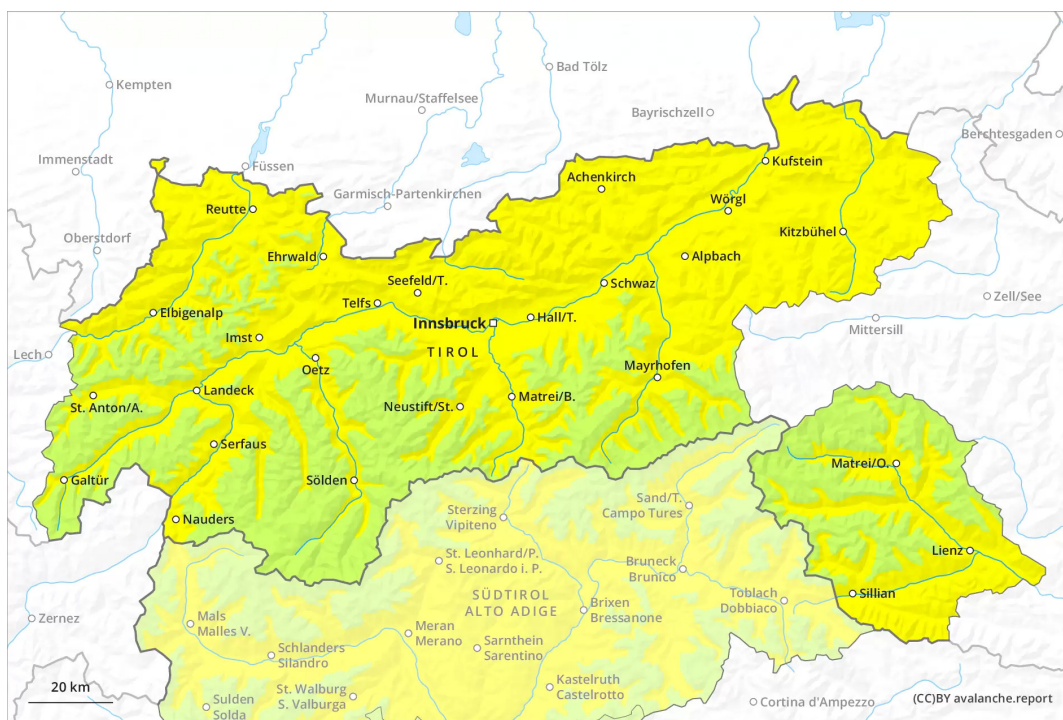 Bad Tölz
Kempten
Murnau/Staffelsee
Bayrischzell
Berchtesgaden
Immenstadt
Füssen
Kufstein
Achenkirch
Garmisch-Partenkirchen
Reutte
Wörgl
Oberstdorf
Kitzbühel
Ehrwald
Alpbach
Seefeld/T.
Schwaz
Zell/See
Telfs
Elbigenalp
Innsbruck
Hall/T.
Mittersill
Imst
TIROL
Lech
Oetz
Mayrhofen
Landeck
St. Anton/A.
Neustift/St.
Matrei/B.
Serfaus
Matrei/O.
Galtür
Sölden
Sand/T.
Campo Tures
Sterzing
Vipiteno
Nauders
Lienz
St. Leonhard/P.
S. Leonardo i. P.
Bruneck
Brunico
SÜDTIROL
ALTO ADIGE
Toblach
Dobbiaco
Sillian
Brixen
Bressanone
Zernez
Mals
Malles V.
Meran
Merano
Sarnthein
Sarentino
Schlanders
Silandro
20 km
Kastelruth
Castelrotto
St. Walburg
S. Valburga
Sulden
Solda
Cortina d'Ampezzo
(CC)BY avalanche.report